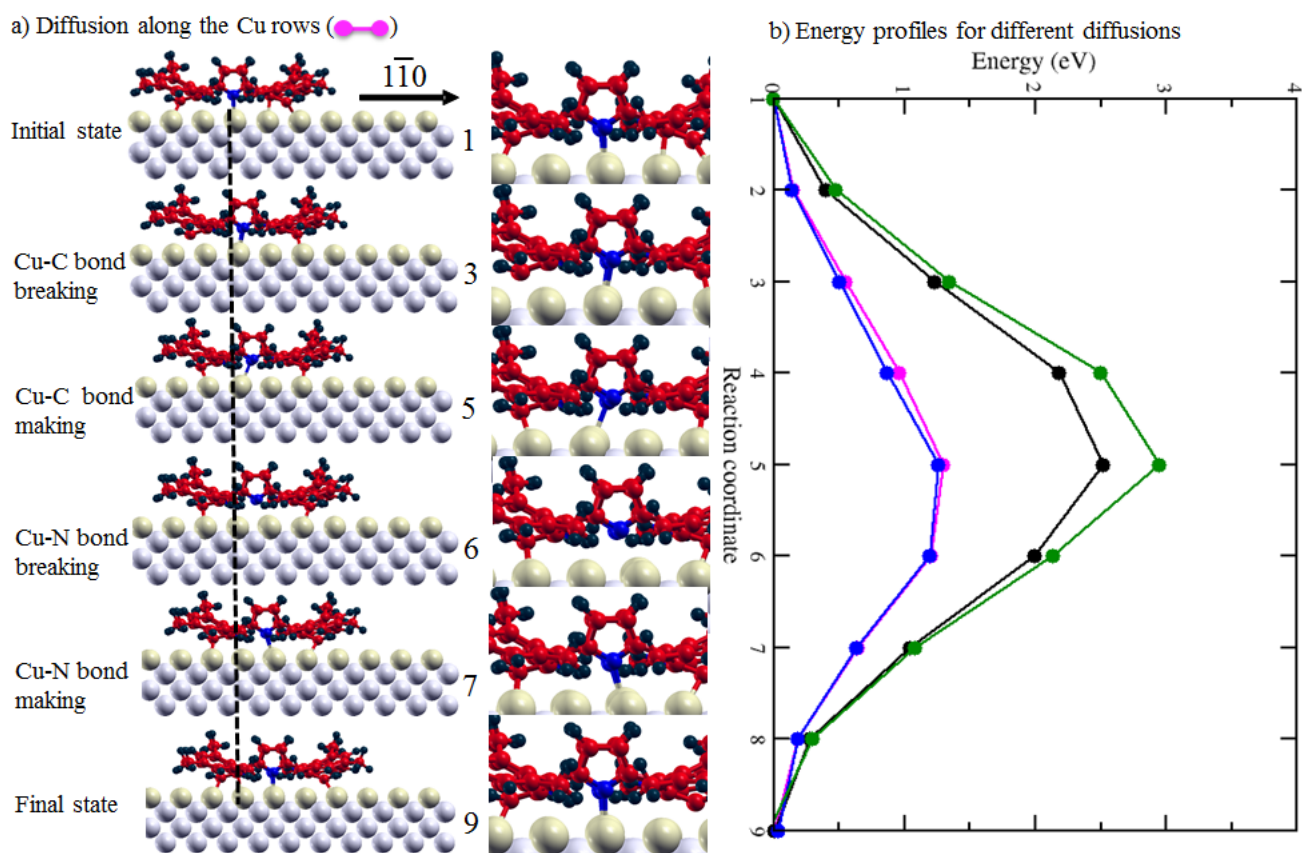 a) Diffusion along the Cu rows ( )
11̅0
Initial state
1
Cu-C bond
breaking
3
Cu-C bond
making
5
Cu-N bond
breaking
6
Cu-N bond
making
7
Final state
9
b) Energy profiles for different diffusions
Energy (eV)
0 1 2 3 4
1
2
3
4
5
6
7
8
9
Reaction coordinate